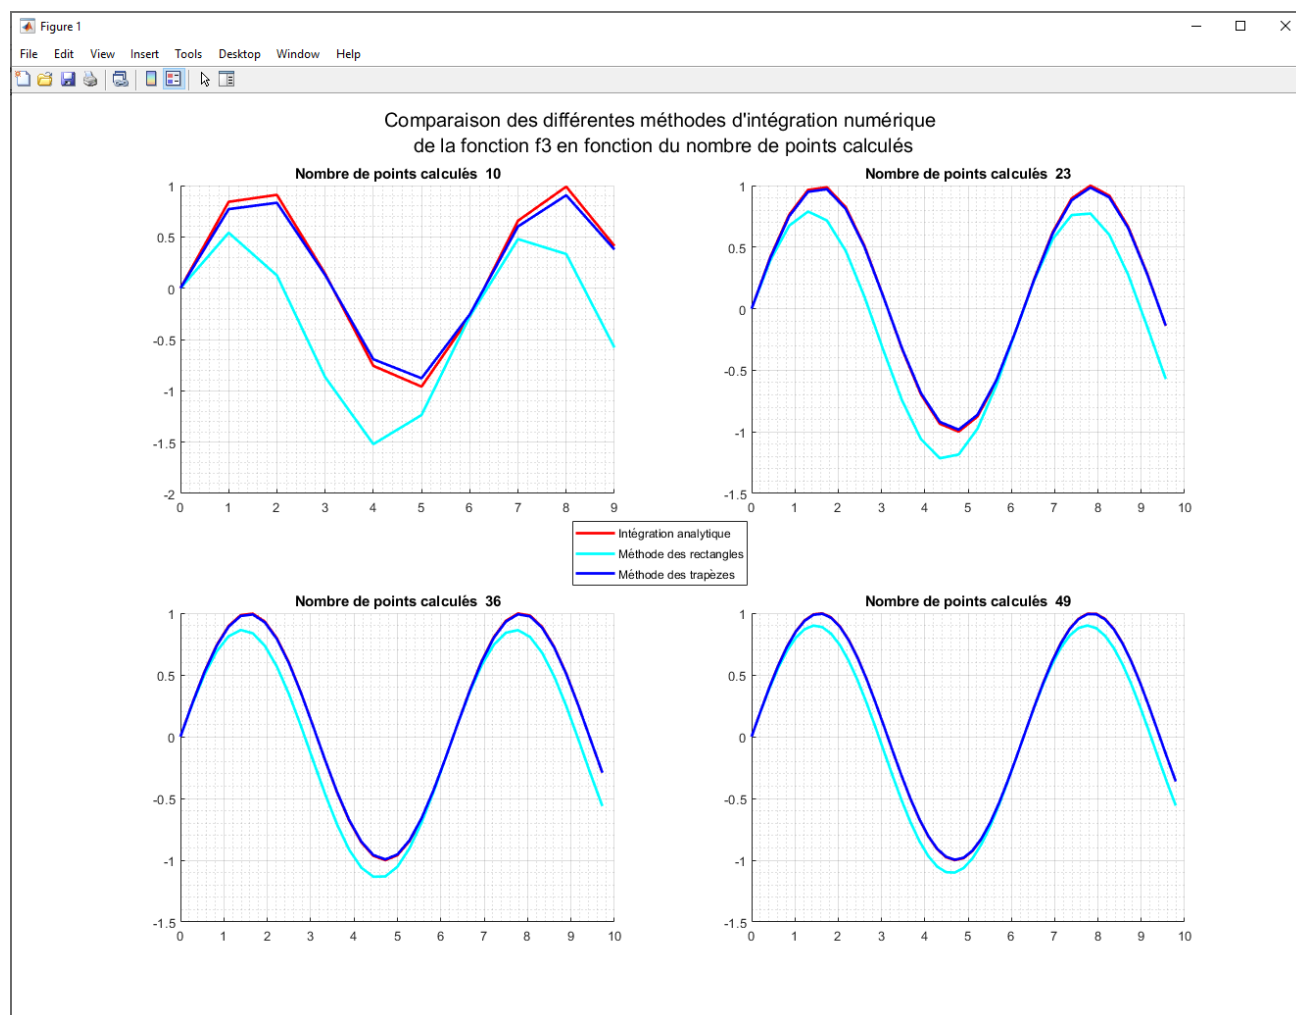 Figure 1
File Edit View Insert Tools Desktop Window Help
Comparaison des différentes méthodes d'intégration numérique
de la fonction f3 en fonction du nombre de points calculés
Nombre de points calculés 10
1
0.5
0
-0.5
-1
-1.5
-2
0 1 2 3 4 5 6 7 8 9
Nombre de points calculés 23
1
0.5
0
-0.5
-1
-1.5
0 1 2 3 4 5 6 7 8 9 10
Intégration analytique
Méthode des rectangles
Méthode des trapèzes
Nombre de points calculés 36
1
0.5
0
-0.5
-1
-1.5
0 1 2 3 4 5 6 7 8 9 10
Nombre de points calculés 49
1
0.5
0
-0.5
-1
-1.5
0 1 2 3 4 5 6 7 8 9 10